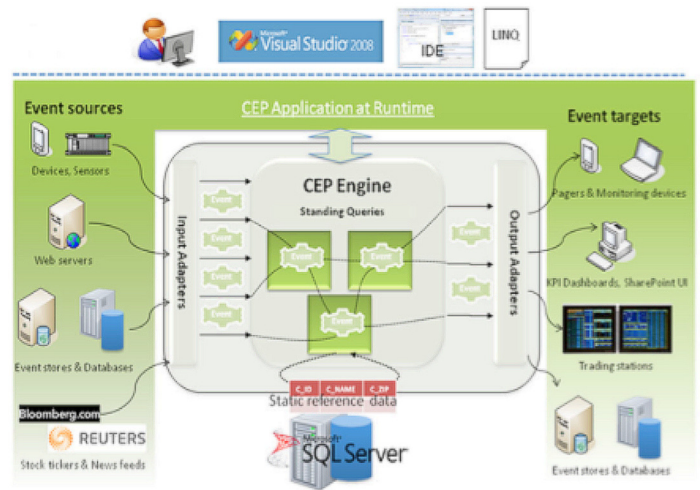 Microsoft
Visual Studio 2008
IDE
LINQ
CEP Application at Runtime
Event sources
Devices, Sensors
Web servers
Event stores & Databases
Bloomberg.com
REUTERS
Stock tickers & News feeds
Input Adapters
Event
Event
Event
Event
CEP Engine
Standing Queries
Event
Event
Event
Event
Event
Output Adapters
C_ID C_NAME C_ZIP
Static reference data
Microsoft
SQL Server
Event targets
Pagers & Monitoring devices
KPI Dashboards, SharePoint UI
Trading stations
Event stores & Databases